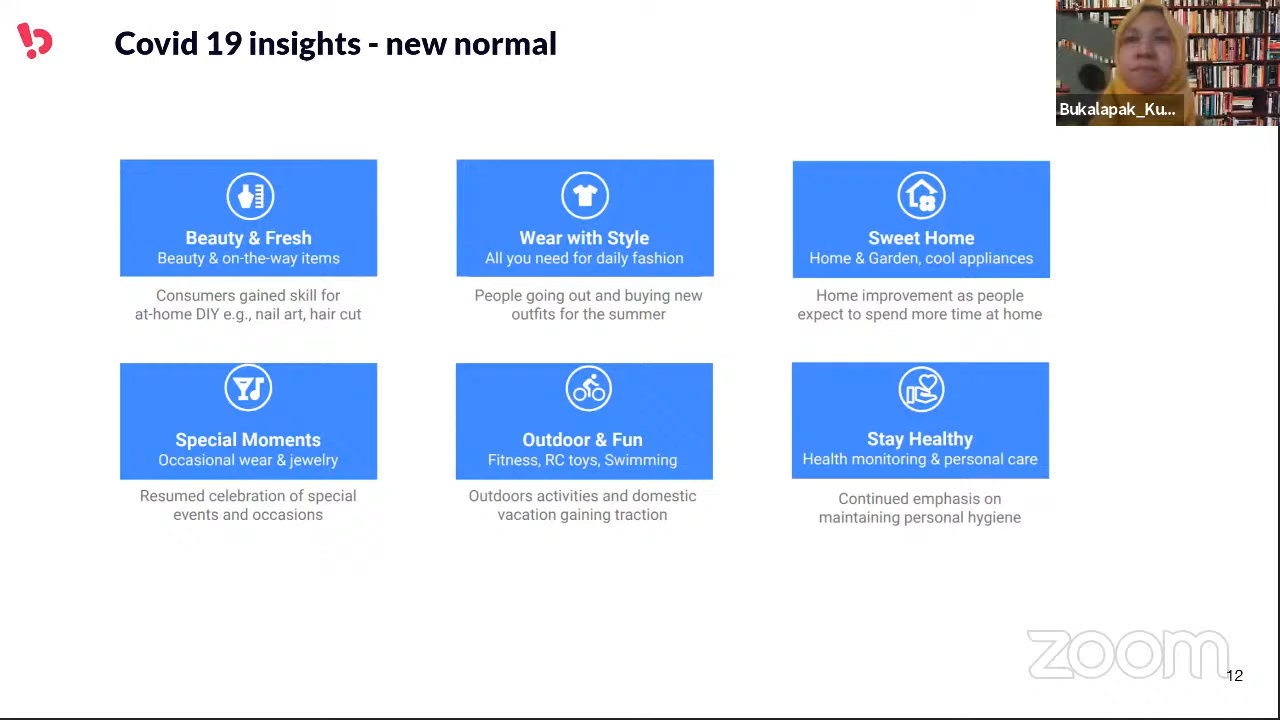 Covid 19 insights - new normal
Bukalapak_Ku...
Beauty & Fresh
Beauty & on-the-way items
Consumers gained skill for
at-home DIY e.g., nail art, hair cut
Wear with Style
All you need for daily fashion
People going out and buying new
outfits for the summer
Sweet Home
Home & Garden, cool appliances
Home improvement as people
expect to spend more time at home
Special Moments
Occasional wear & jewelry
Resumed celebration of special
events and occasions
Outdoor & Fun
Fitness, RC toys, Swimming
Outdoors activities and domestic
vacation gaining traction
Stay Healthy
Health monitoring & personal care
Continued emphasis on
maintaining personal hygiene
zoom
12